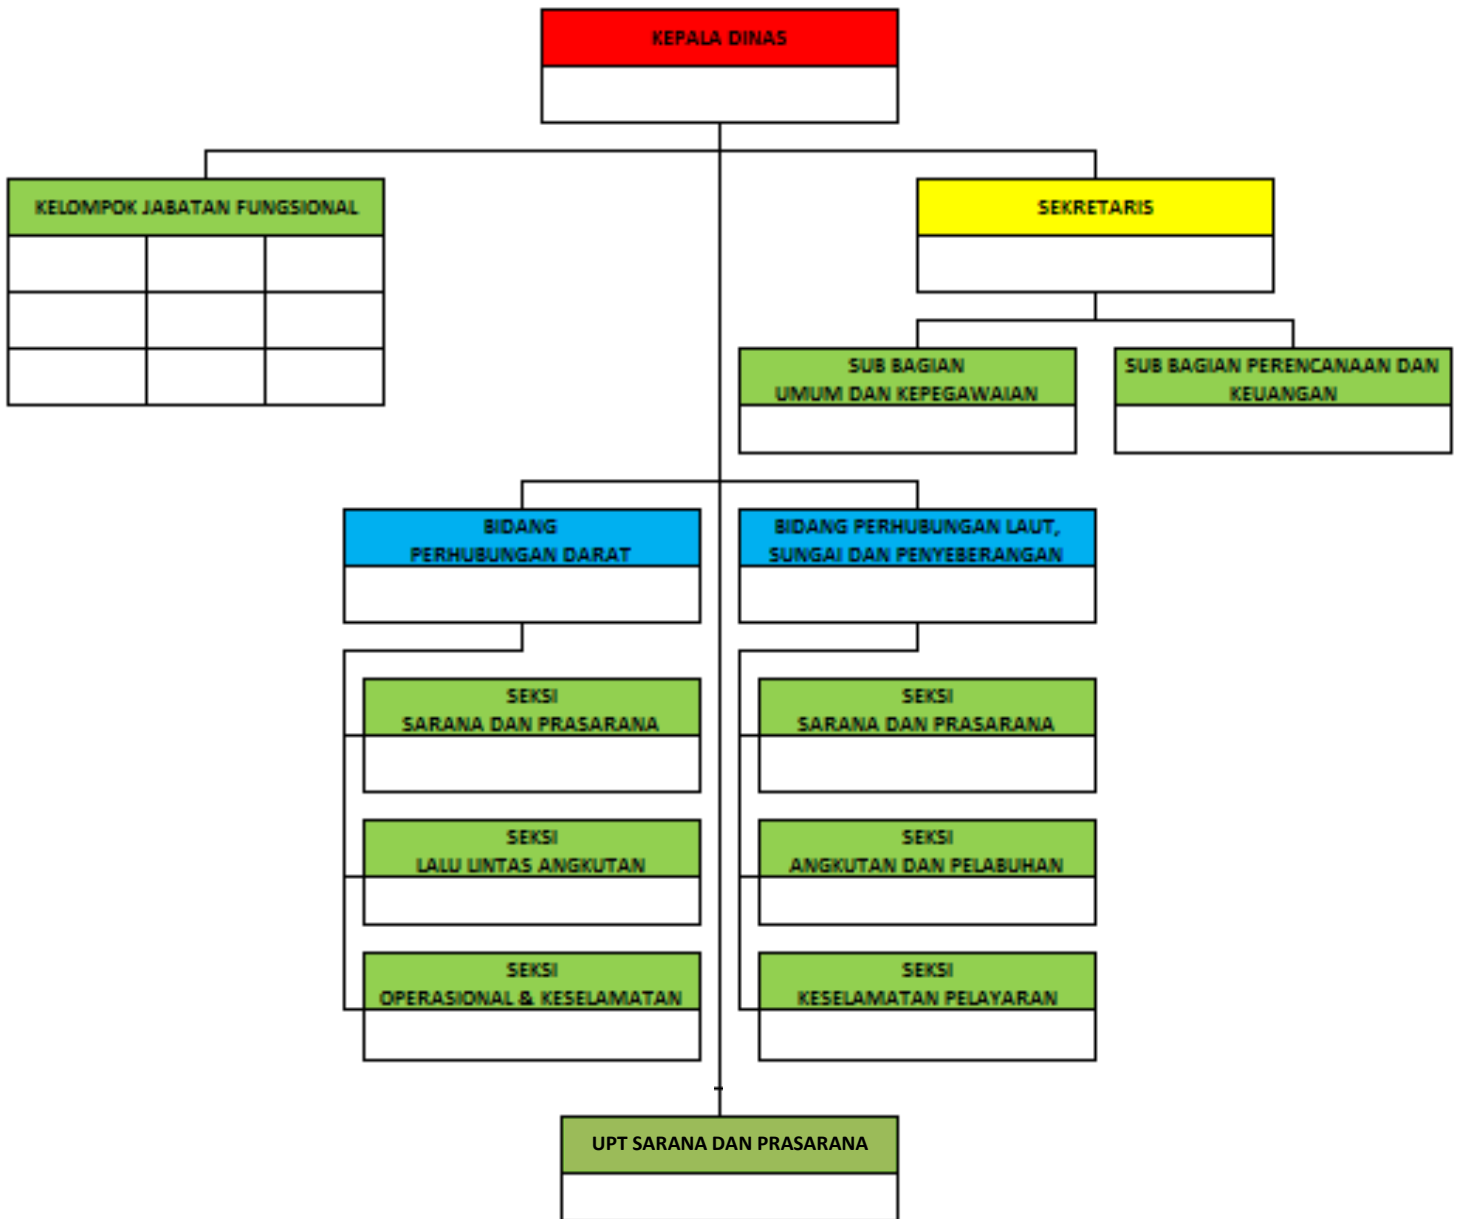 KEPALA DINAS
KELOMPOK JABATAN FUNGSIONAL
SEKRETARIS
SUB BAGIAN
UMUM DAN KEPEGAWAIAN
SUB BAGIAN PERENCANAAN DAN
KEUANGAN
BIDANG
PERHUBUNGAN DARAT
BIDANG PERHUBUNGAN LAUT,
SUNGAI DAN PENYEBERANGAN
SEKSI
SARANA DAN PRASARANA
SEKSI
SARANA DAN PRASARANA
SEKSI
LALU LINTAS ANGKUTAN
SEKSI
ANGKUTAN DAN PELABUHAN
SEKSI
OPERASIONAL & KESELAMATAN
SEKSI
KESELAMATAN PELAYARAN
UPT SARANA DAN PRASARANA